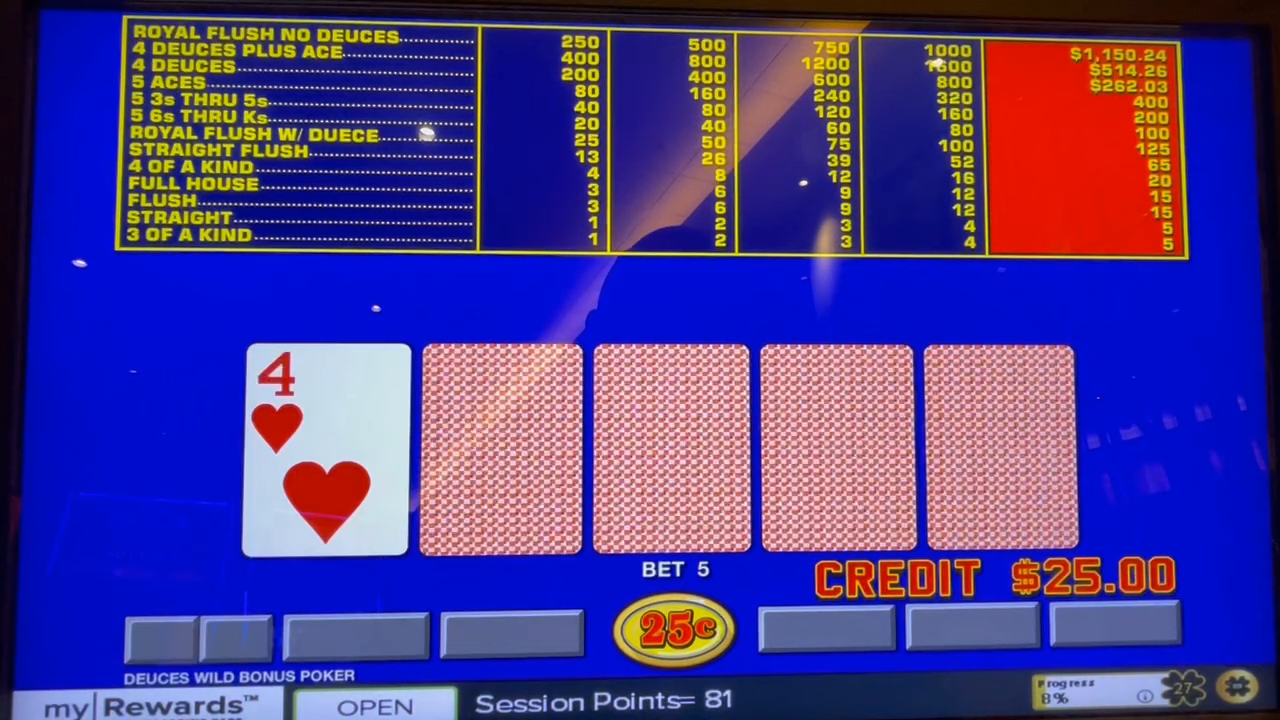 ROYAL FLUSH NO DEUCES 250 500 750 1000 $1,150.24
4 DEUCES PLUS ACE 400 800 1200 1600 $514.26
4 DEUCES 200 400 600 800 $262.03
5 ACES 80 160 240 320 400
5 3s THRU 5s 40 80 120 160 200
5 6s THRU Ks 20 40 60 80 100
ROYAL FLUSH W/ DUECE 25 50 75 100 125
STRAIGHT FLUSH 13 26 39 52 65
4 OF A KIND 4 8 12 16 20
FULL HOUSE 3 6 9 12 15
FLUSH 3 6 9 12 15
STRAIGHT 1 2 3 4 5
3 OF A KIND 1 2 3 4 5
4
BET 5
CREDIT $25.00
25¢
DEUCES WILD BONUS POKER
my|Rewards™
OPEN
Session Points= 81
Progress
8%
27